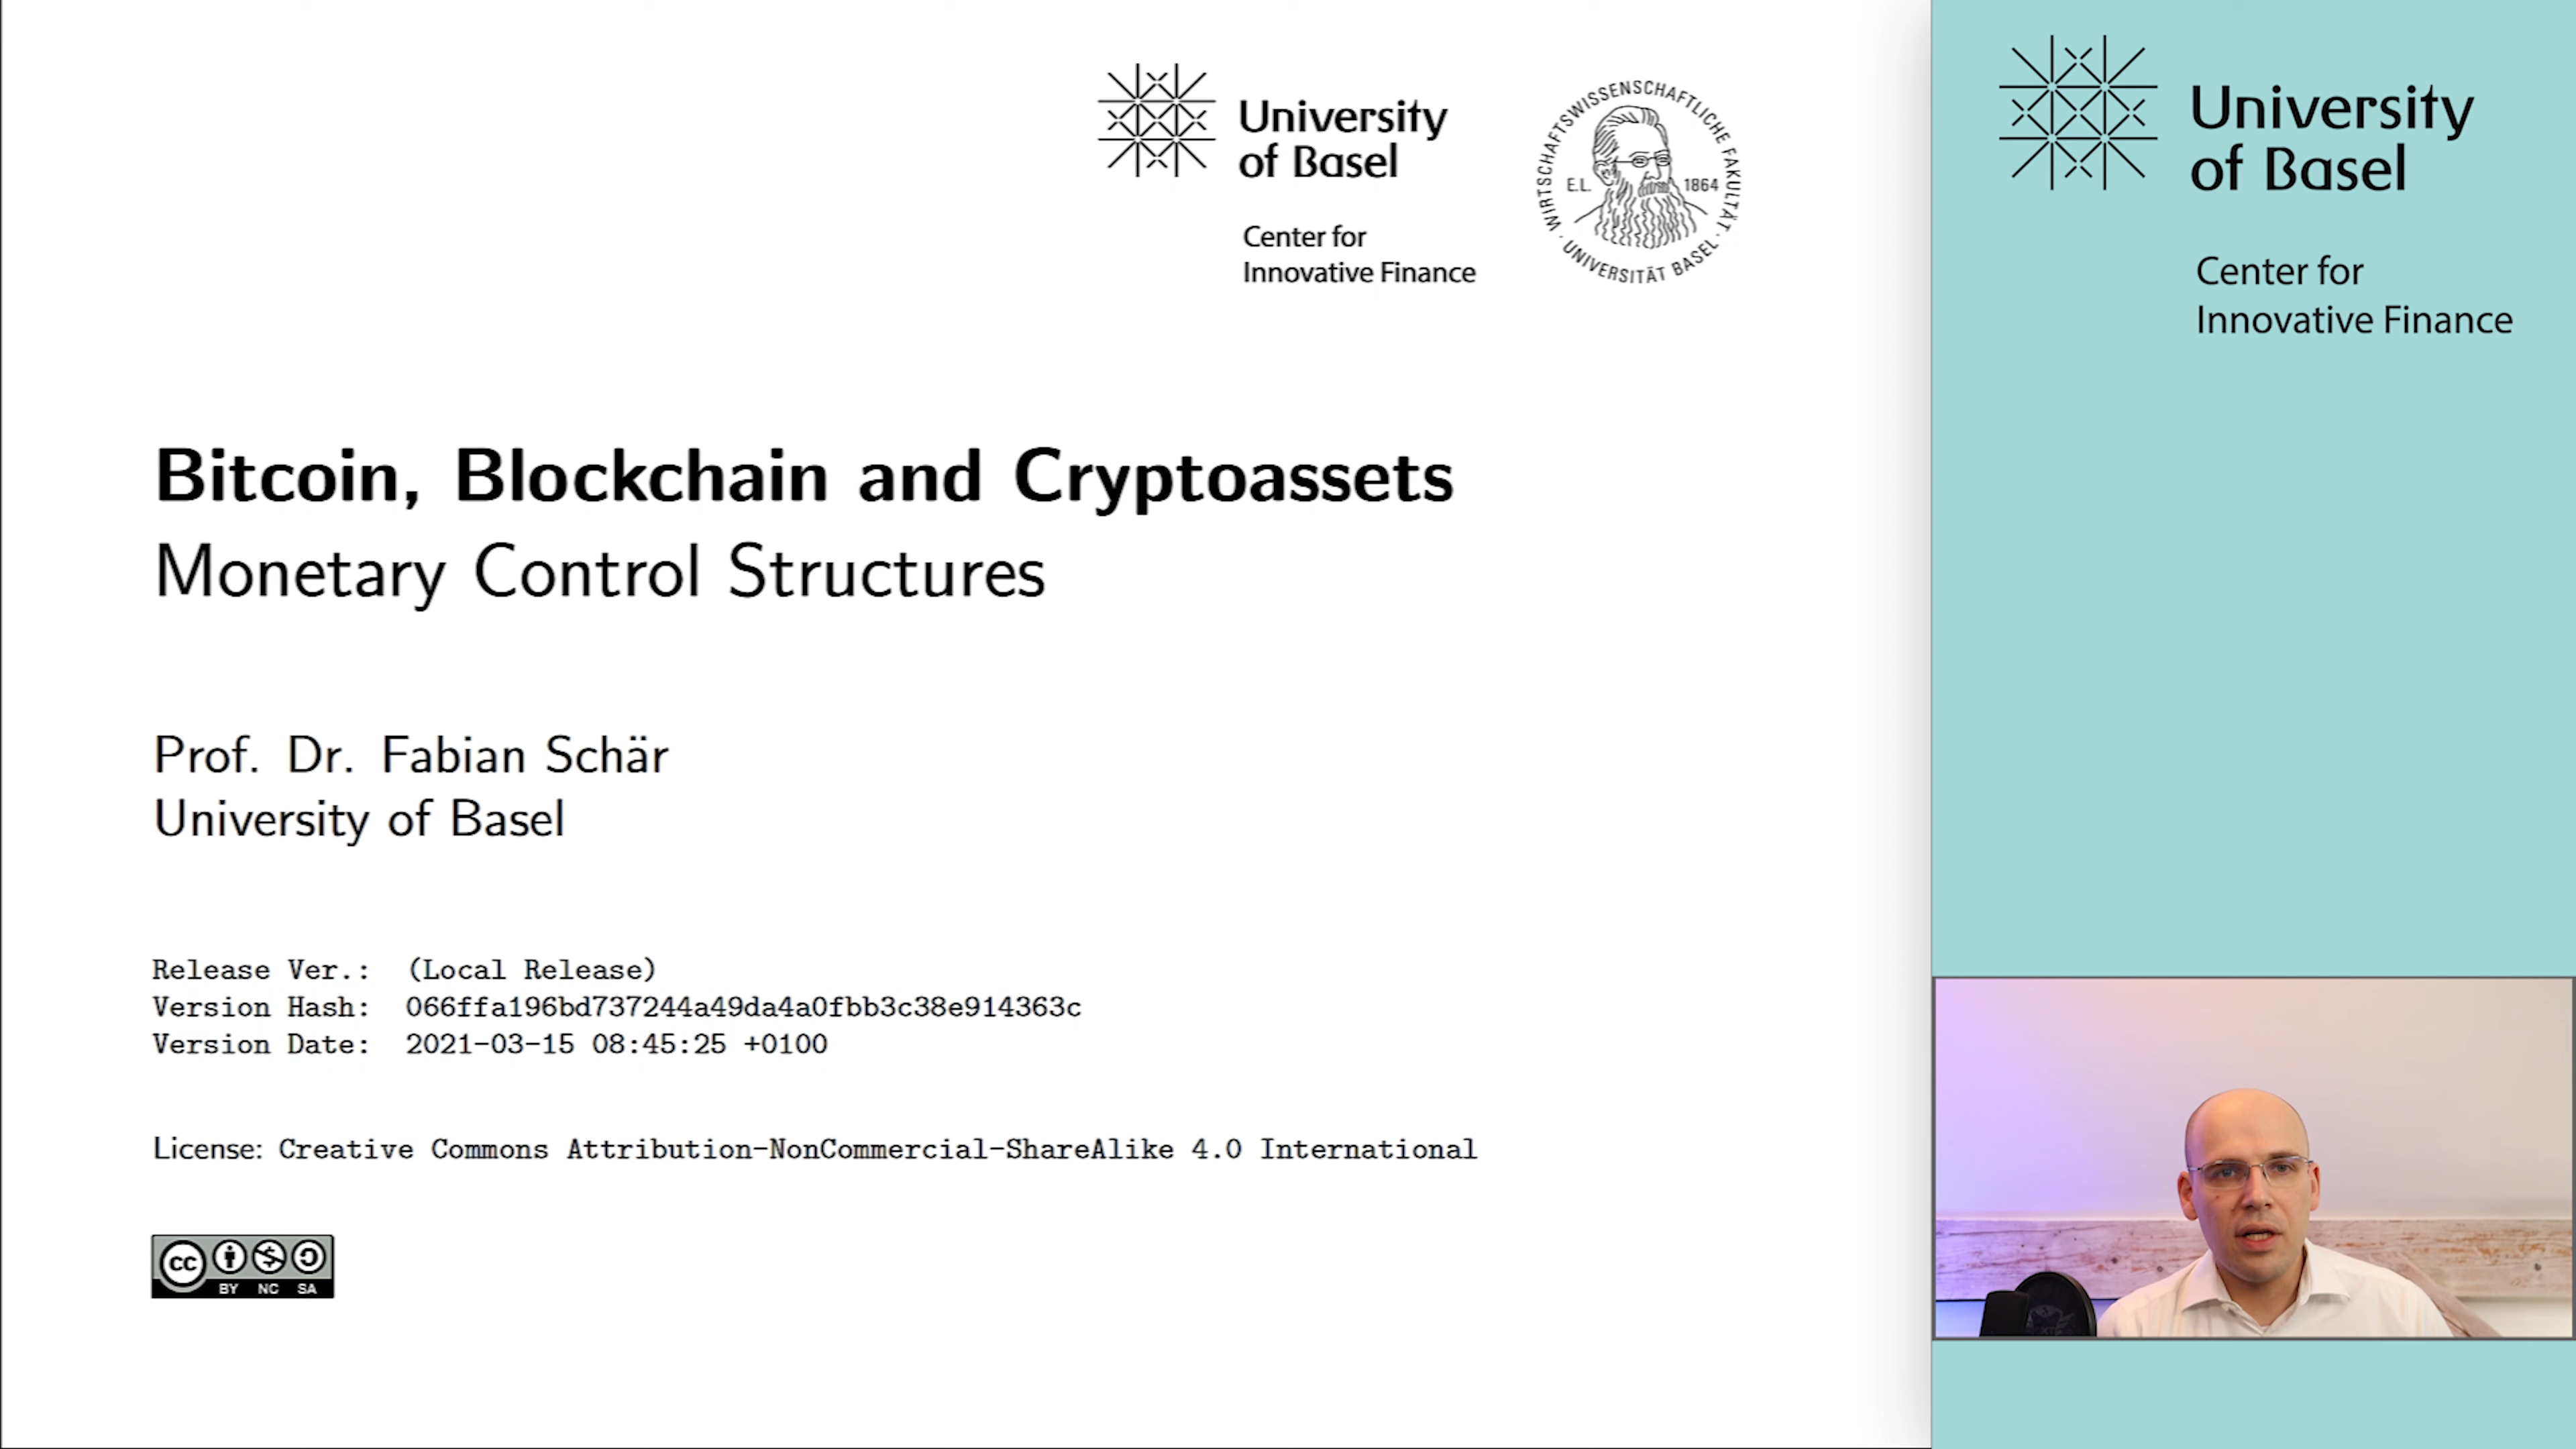 University
of Basel
Center for
Innovative Finance
WIRTSCHAFTSWISSENSCHAFTLICHE FAKULTÄT · UNIVERSITÄT BASEL ·
E.L. 1864
Bitcoin, Blockchain and Cryptoassets
Monetary Control Structures
Prof. Dr. Fabian Schär
University of Basel
Release Ver.: (Local Release)
Version Hash: 066ffa196bd737244a49da4a0fbb3c38e914363c
Version Date: 2021-03-15 08:45:25 +0100
License: Creative Commons Attribution-NonCommercial-ShareAlike 4.0 International
cc
BY NC SA
University
of Basel
Center for
Innovative Finance